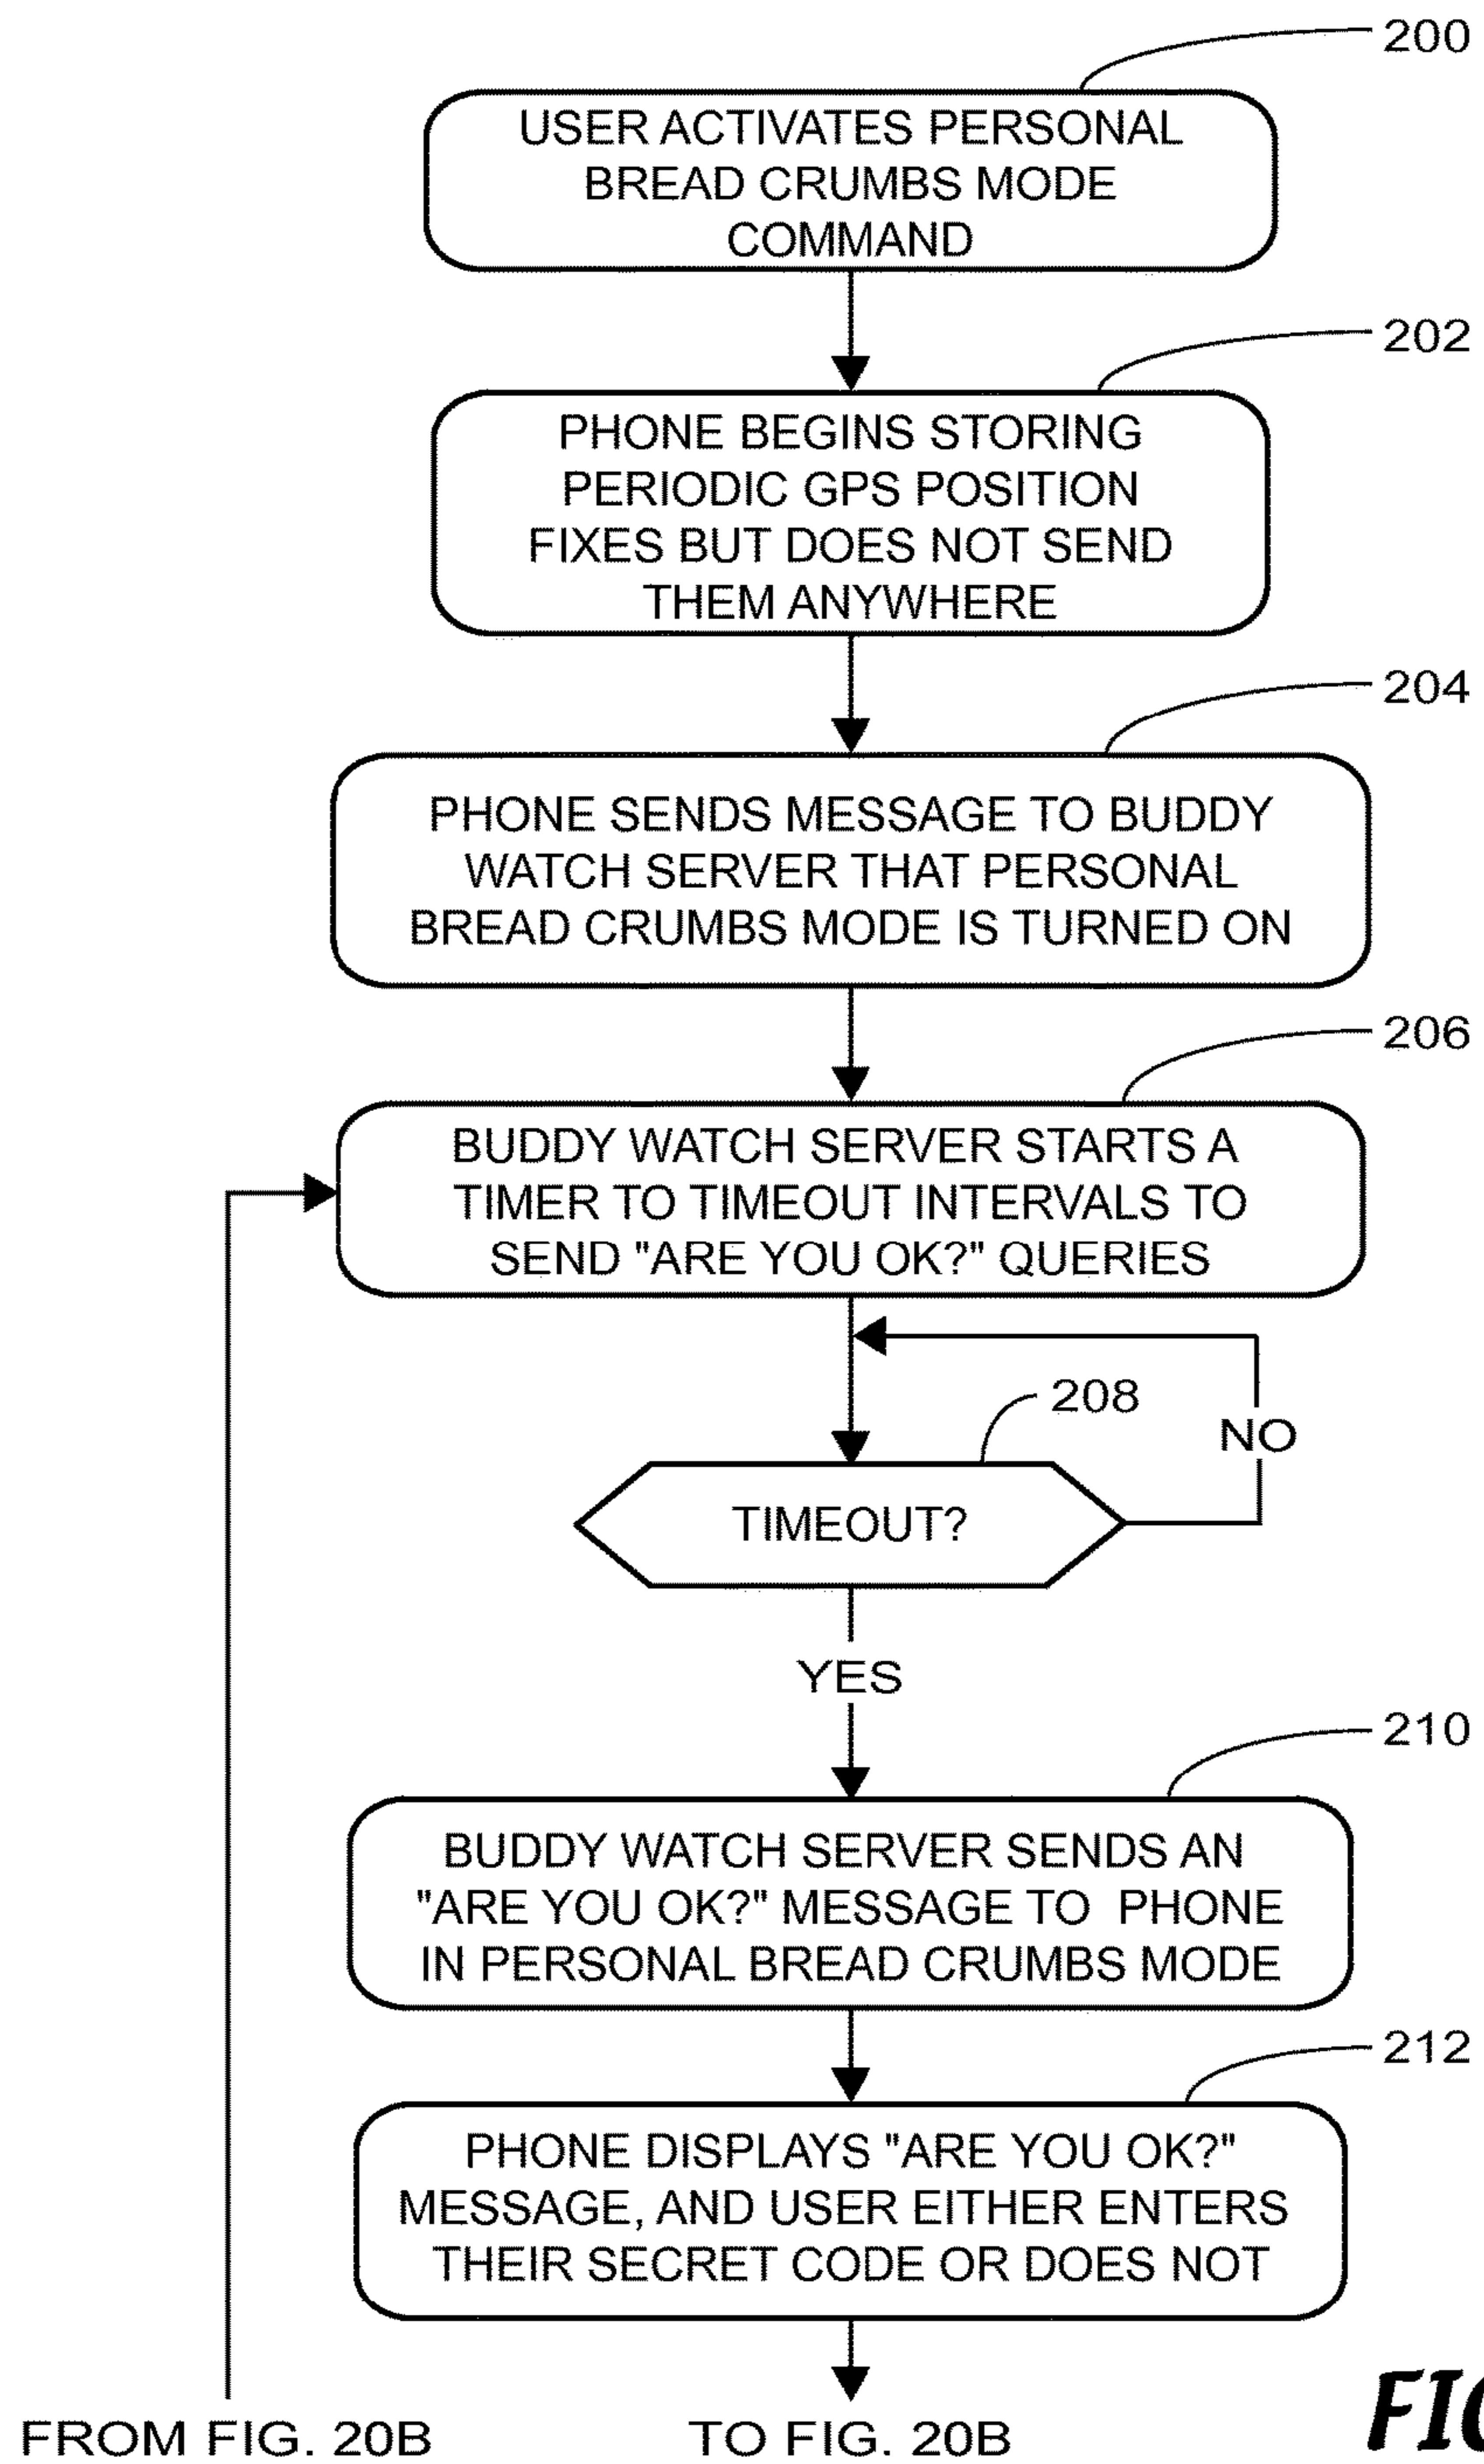 200
USER ACTIVATES PERSONAL
BREAD CRUMBS MODE
COMMAND
202
PHONE BEGINS STORING
PERIODIC GPS POSITION
FIXES BUT DOES NOT SEND
THEM ANYWHERE
204
PHONE SENDS MESSAGE TO BUDDY
WATCH SERVER THAT PERSONAL
BREAD CRUMBS MODE IS TURNED ON
206
BUDDY WATCH SERVER STARTS A
TIMER TO TIMEOUT INTERVALS TO
SEND "ARE YOU OK?" QUERIES
208
NO
TIMEOUT?
YES
210
BUDDY WATCH SERVER SENDS AN
"ARE YOU OK?" MESSAGE TO PHONE
IN PERSONAL BREAD CRUMBS MODE
212
PHONE DISPLAYS "ARE YOU OK?"
MESSAGE, AND USER EITHER ENTERS
THEIR SECRET CODE OR DOES NOT
FROM FIG. 20B
TO FIG. 20B